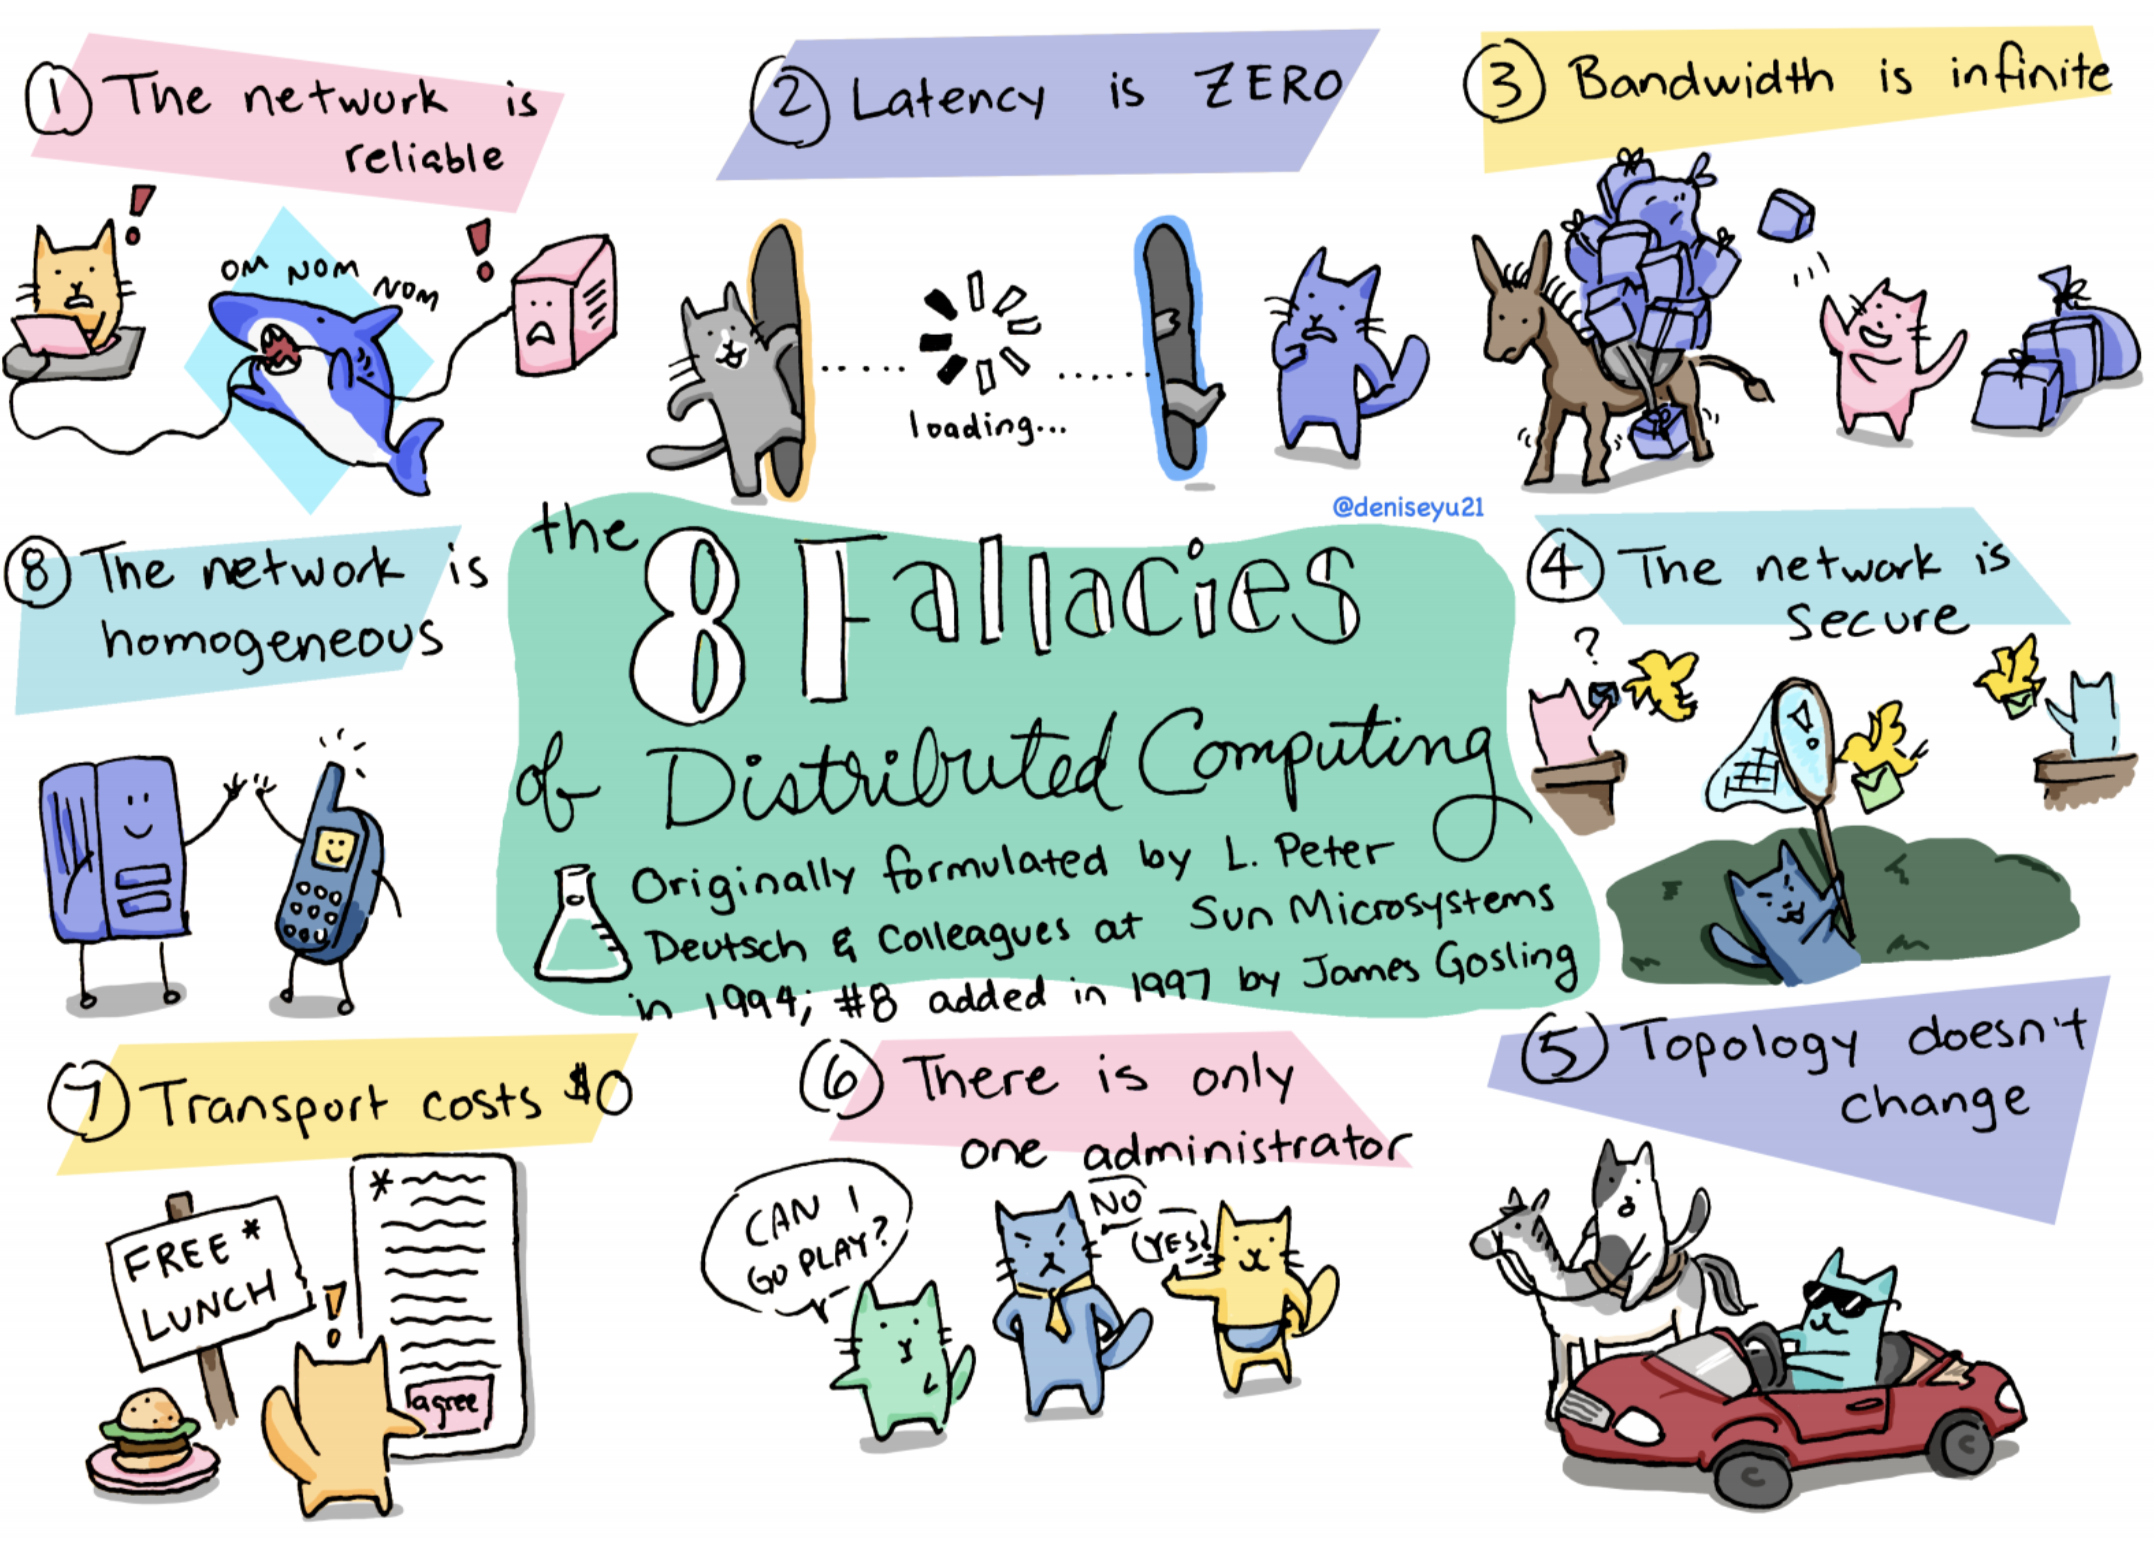 ① The network is
reliable
OM NOM NOM
② Latency is ZERO
loading...
③ Bandwidth is infinite
@deniseyu21
the 8 Fallacies
of Distributed Computing
Originally formulated by L. Peter
Deutsch & Colleagues at Sun Microsystems
in 1994; #8 added in 1997 by James Gosling
④ The network is
secure
?
⑤ Topology doesn't
change
⑥ There is only
one administrator
CAN I
GO PLAY?
NO
(YES)
⑦ Transport costs $0
FREE *
LUNCH
*
agree
⑧ The network is
homogeneous